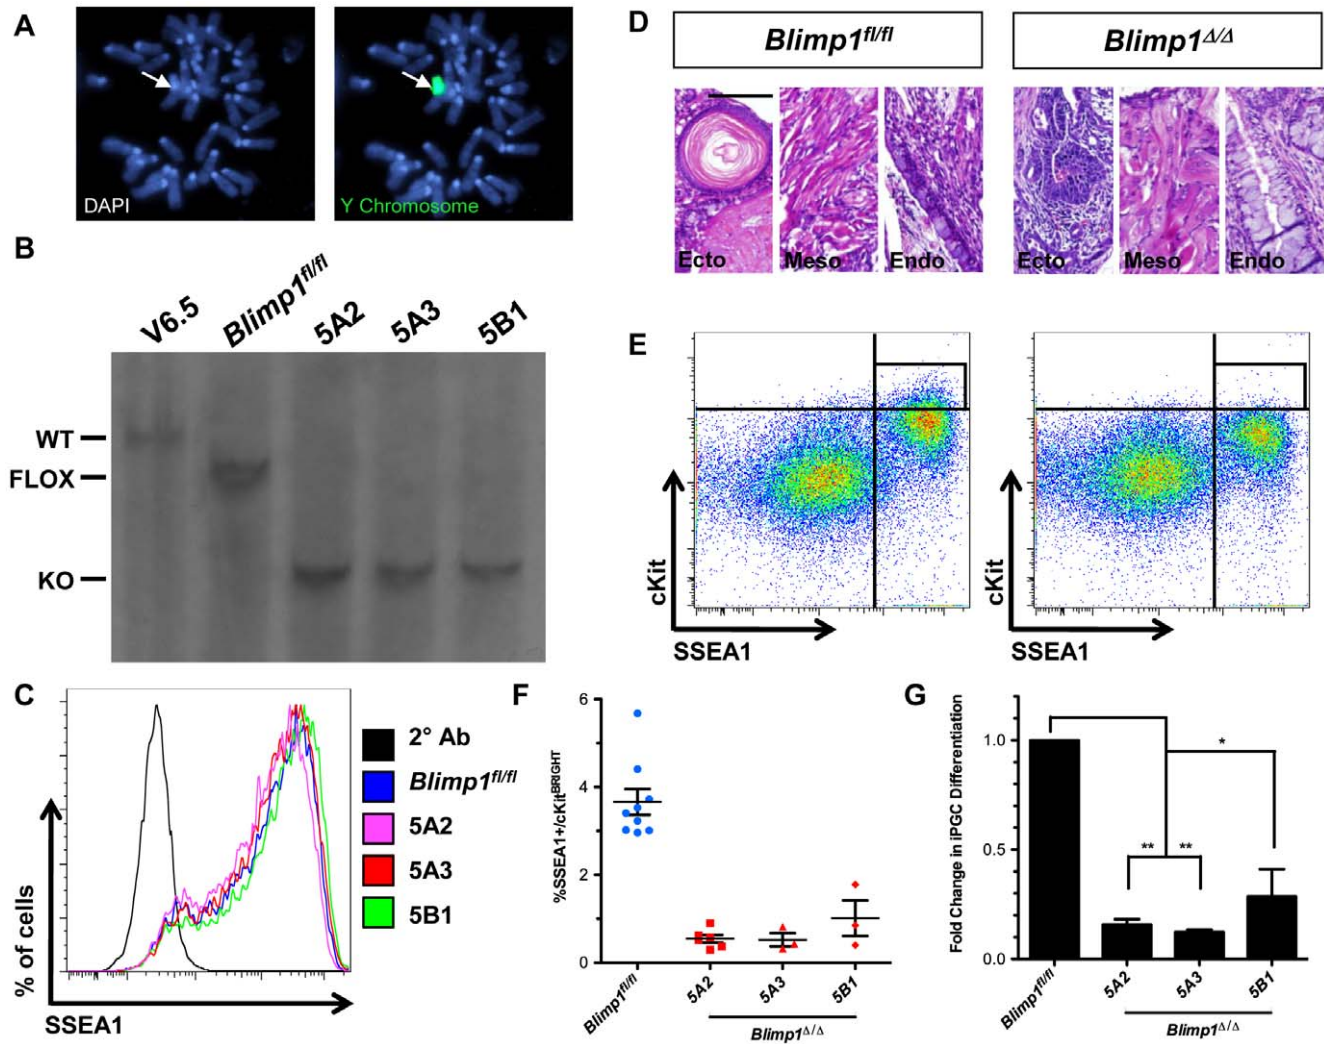 A
DAPI
Y Chromosome
B
V6.5
Blimp1fl/fl
5A2
5A3
5B1
WT
FLOX
KO
C
% of cells
SSEA1
2° Ab
Blimp1fl/fl
5A2
5A3
5B1
D
Blimp1fl/fl
Blimp1Δ/Δ
Ecto
Meso
Endo
Ecto
Meso
Endo
E
cKit
SSEA1
cKit
SSEA1
F
%SSEA1+/cKitBRIGHT
6
4
2
0
Blimp1fl/fl
5A2
5A3
5B1
Blimp1Δ/Δ
G
Fold Change in iPGC Differentiation
1.0
0.5
0.0
*
** **
Blimp1fl/fl
5A2
5A3
5B1
Blimp1Δ/Δ